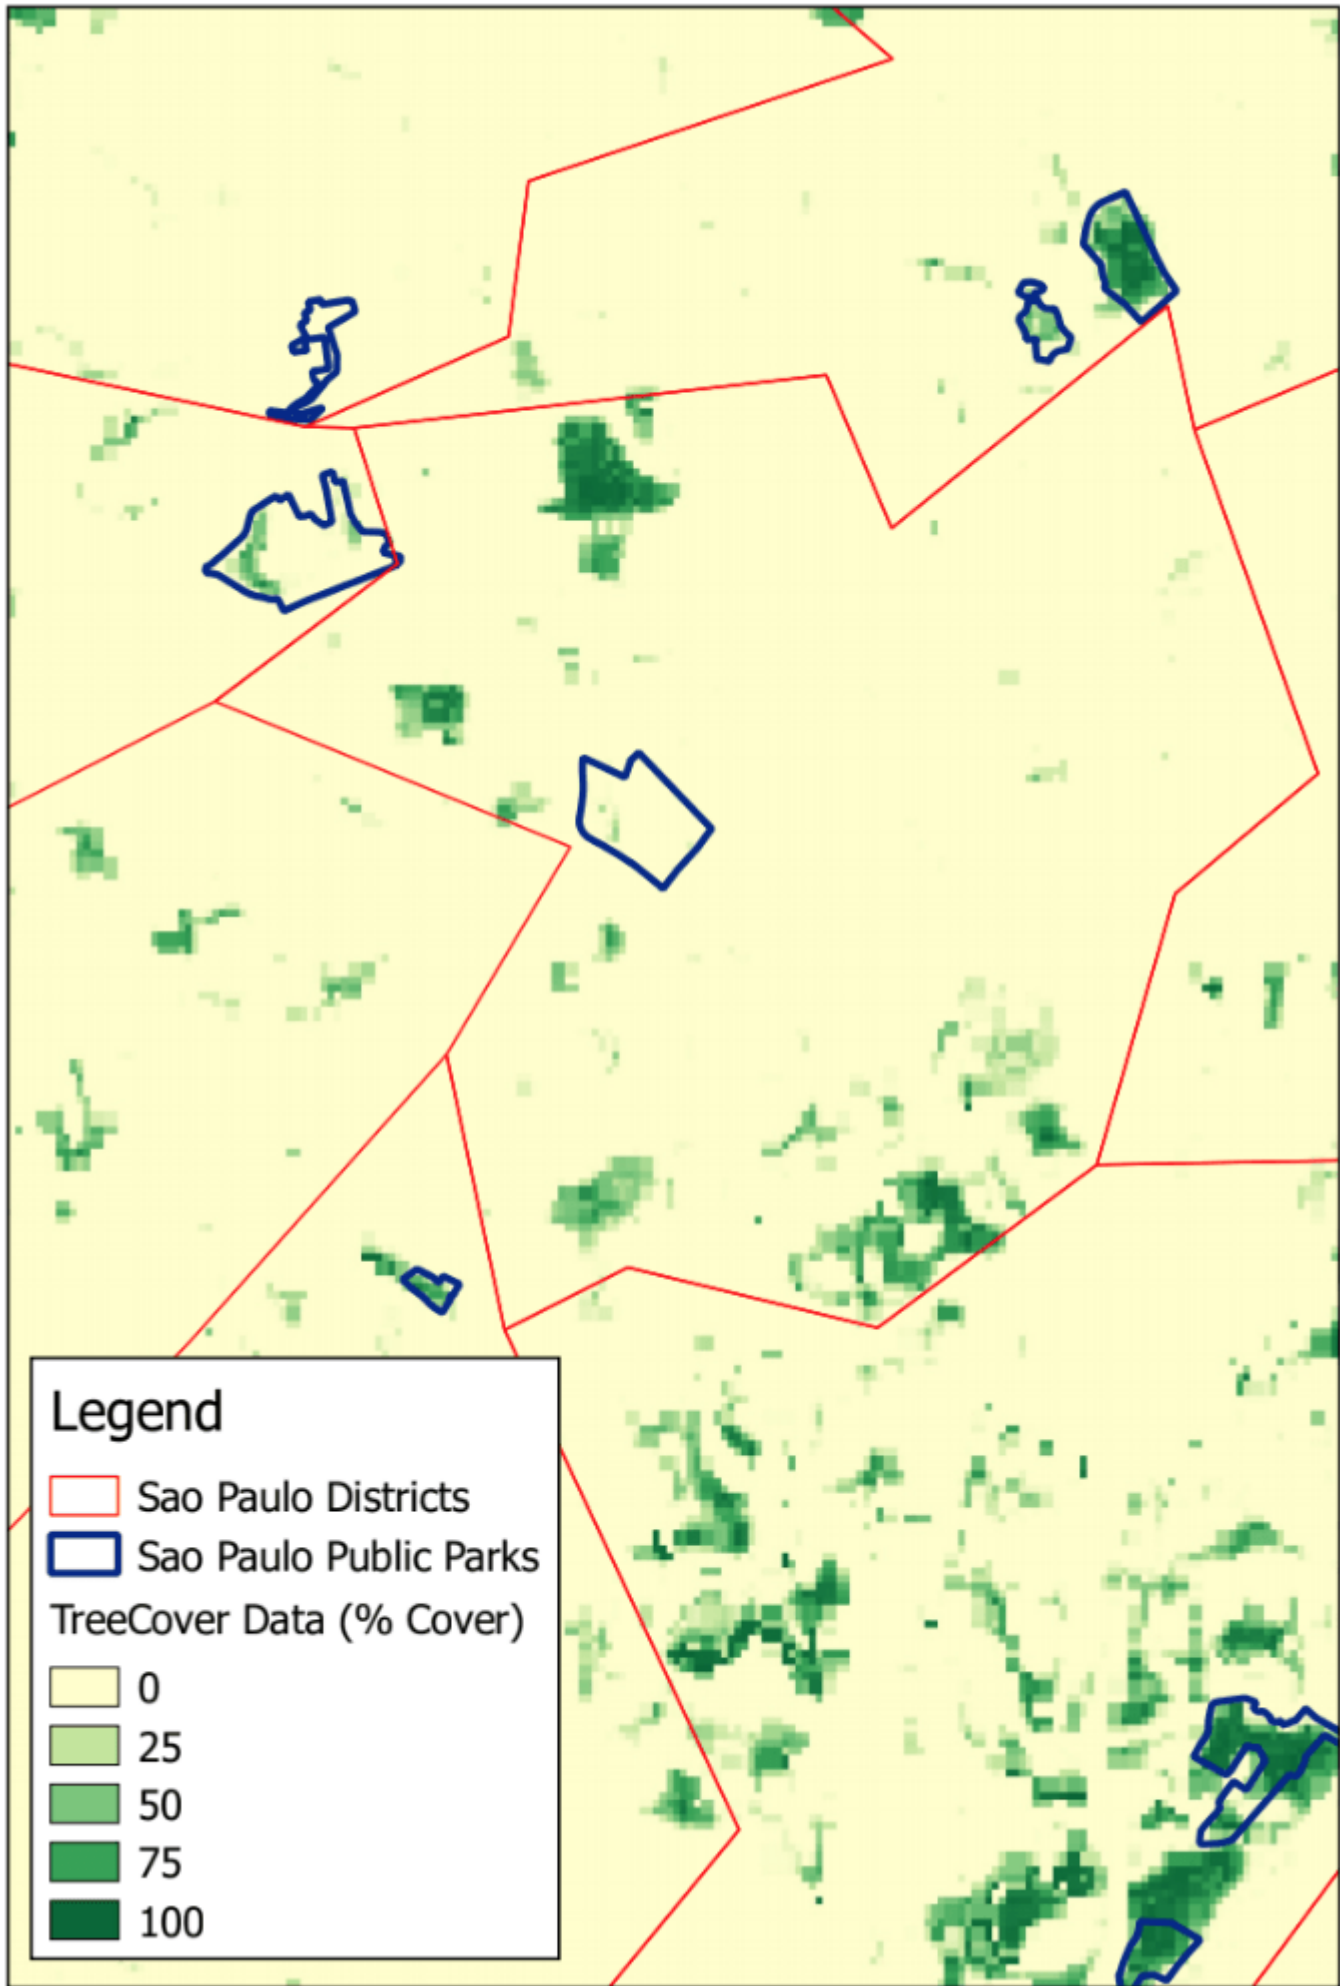 Legend
Sao Paulo Districts
Sao Paulo Public Parks
TreeCover Data (% Cover)
0
25
50
75
100